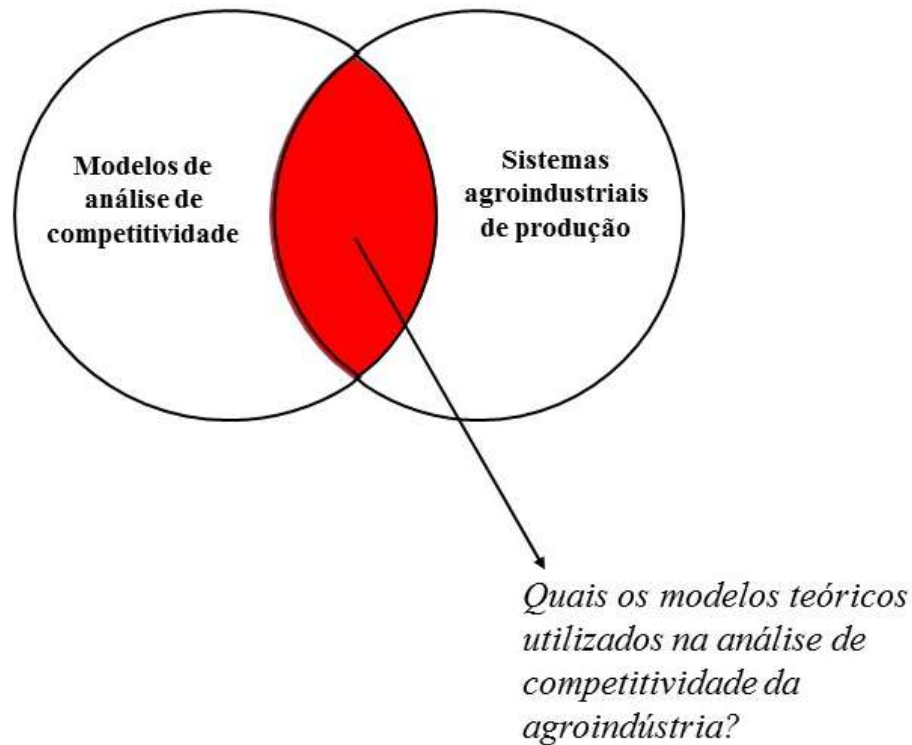 Modelos de
análise de
competitividade
Sistemas
agroindustriais
de produção
Quais os modelos teóricos
utilizados na análise de
competitividade da
agroindústria?